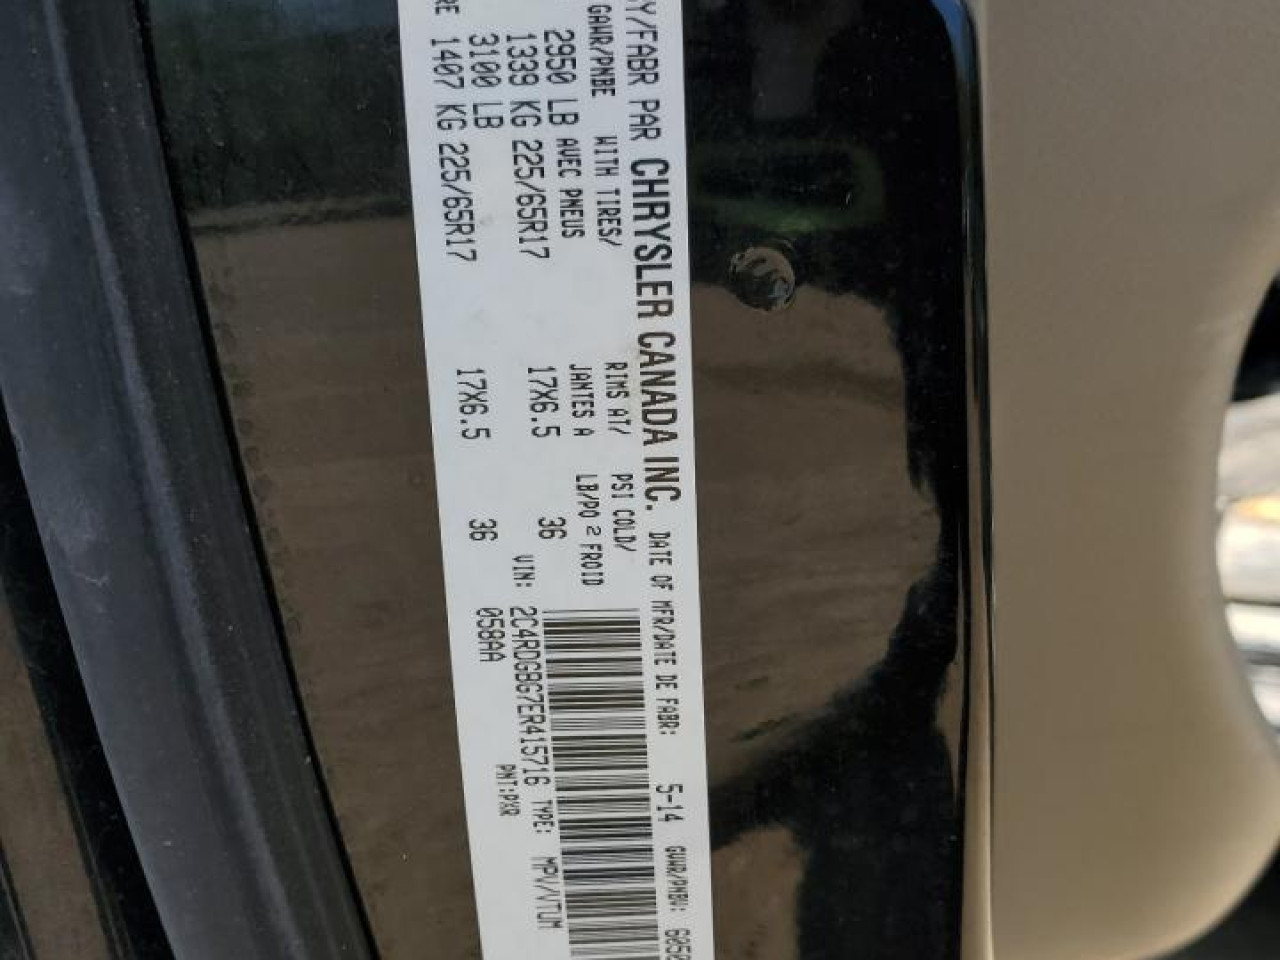 /FABR PAR CHRYSLER CANADA INC. DATE OF MFR/DATE DE FABR: 5-14 GVWR/PNBV:
GAWR/PNBE WITH TIRES/ RIMS AT/ PSI COLD/
2950 LB AVEC PNEUS JANTES A LB/PO 2 FROID
1339 KG 225/65R17 17X6.5 36
3100 LB VIN: 2C4RDGBG7ER415716 TYPE: MPV/VTUM
1407 KG 225/65R17 17X6.5 36 058AA PNT:PXR